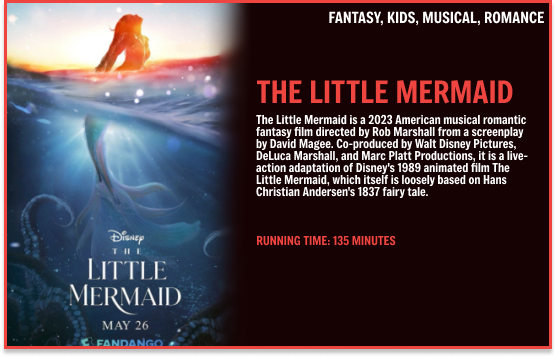 FANTASY, KIDS, MUSICAL, ROMANCE
THE LITTLE MERMAID
The Little Mermaid is a 2023 American musical romantic
fantasy film directed by Rob Marshall from a screenplay
by David Magee. Co-produced by Walt Disney Pictures,
DeLuca Marshall, and Marc Platt Productions, it is a live-
action adaptation of Disney's 1989 animated film The
Little Mermaid, which itself is loosely based on Hans
Christian Andersen's 1837 fairy tale.
RUNNING TIME: 135 MINUTES
Disney
THE
LITTLE
MERMAID
MAY 26
FANDANGO